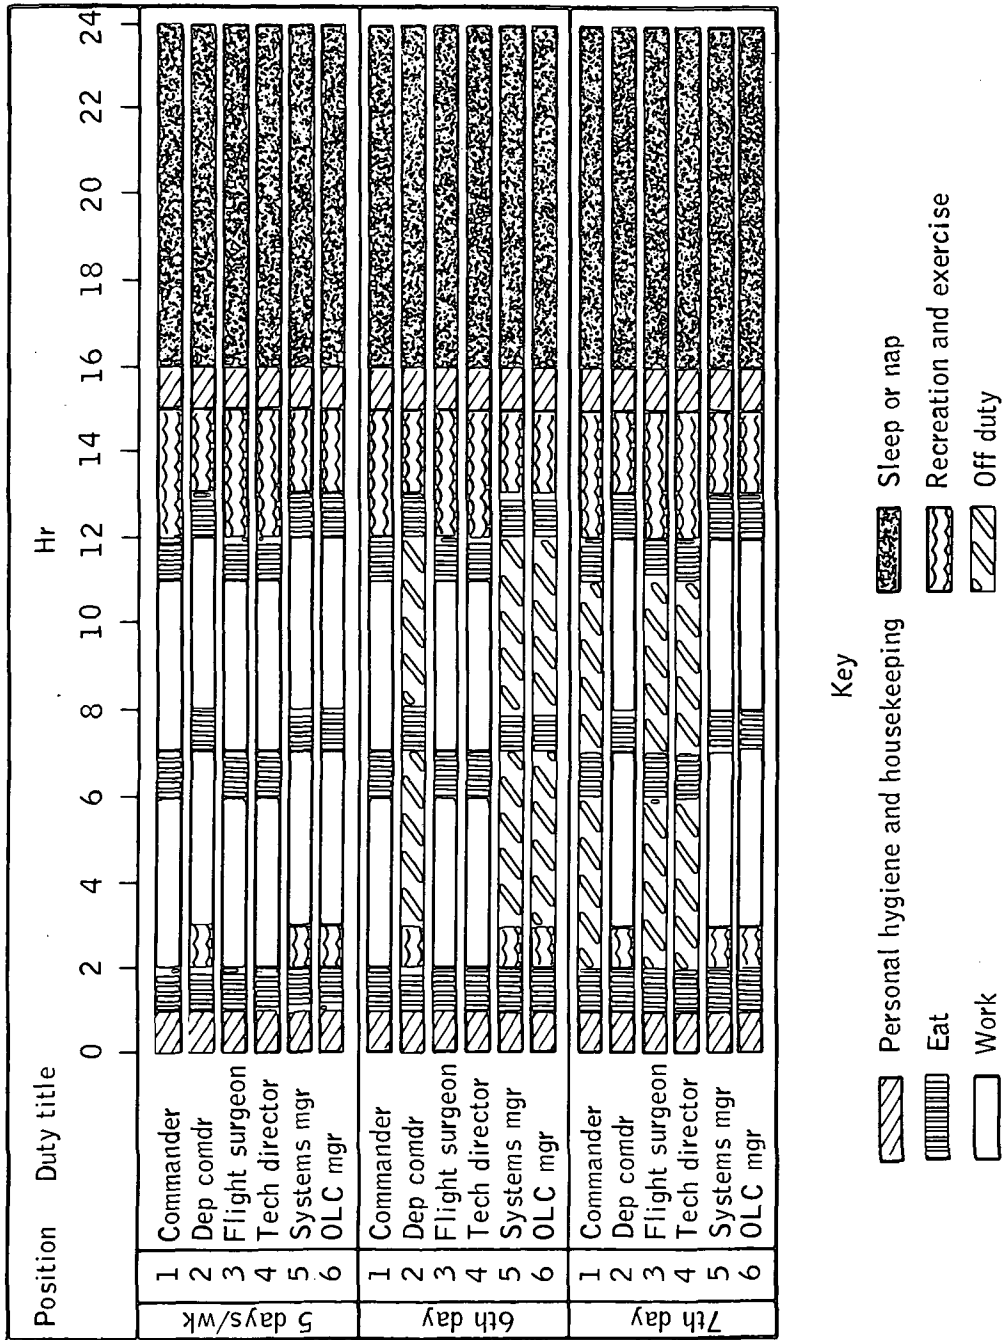 Position Duty title Hr
0 2 4 6 8 10 12 14 16 18 20 22 24
5 days/wk
1 Commander
2 Dep comdr
3 Flight surgeon
4 Tech director
5 Systems mgr
6 OLC mgr
6th day
1 Commander
2 Dep comdr
3 Flight surgeon
4 Tech director
5 Systems mgr
6 OLC mgr
7th day
1 Commander
2 Dep comdr
3 Flight surgeon
4 Tech director
5 Systems mgr
6 OLC mgr
Key
Personal hygiene and housekeeping
Eat
Work
Sleep or nap
Recreation and exercise
Off duty